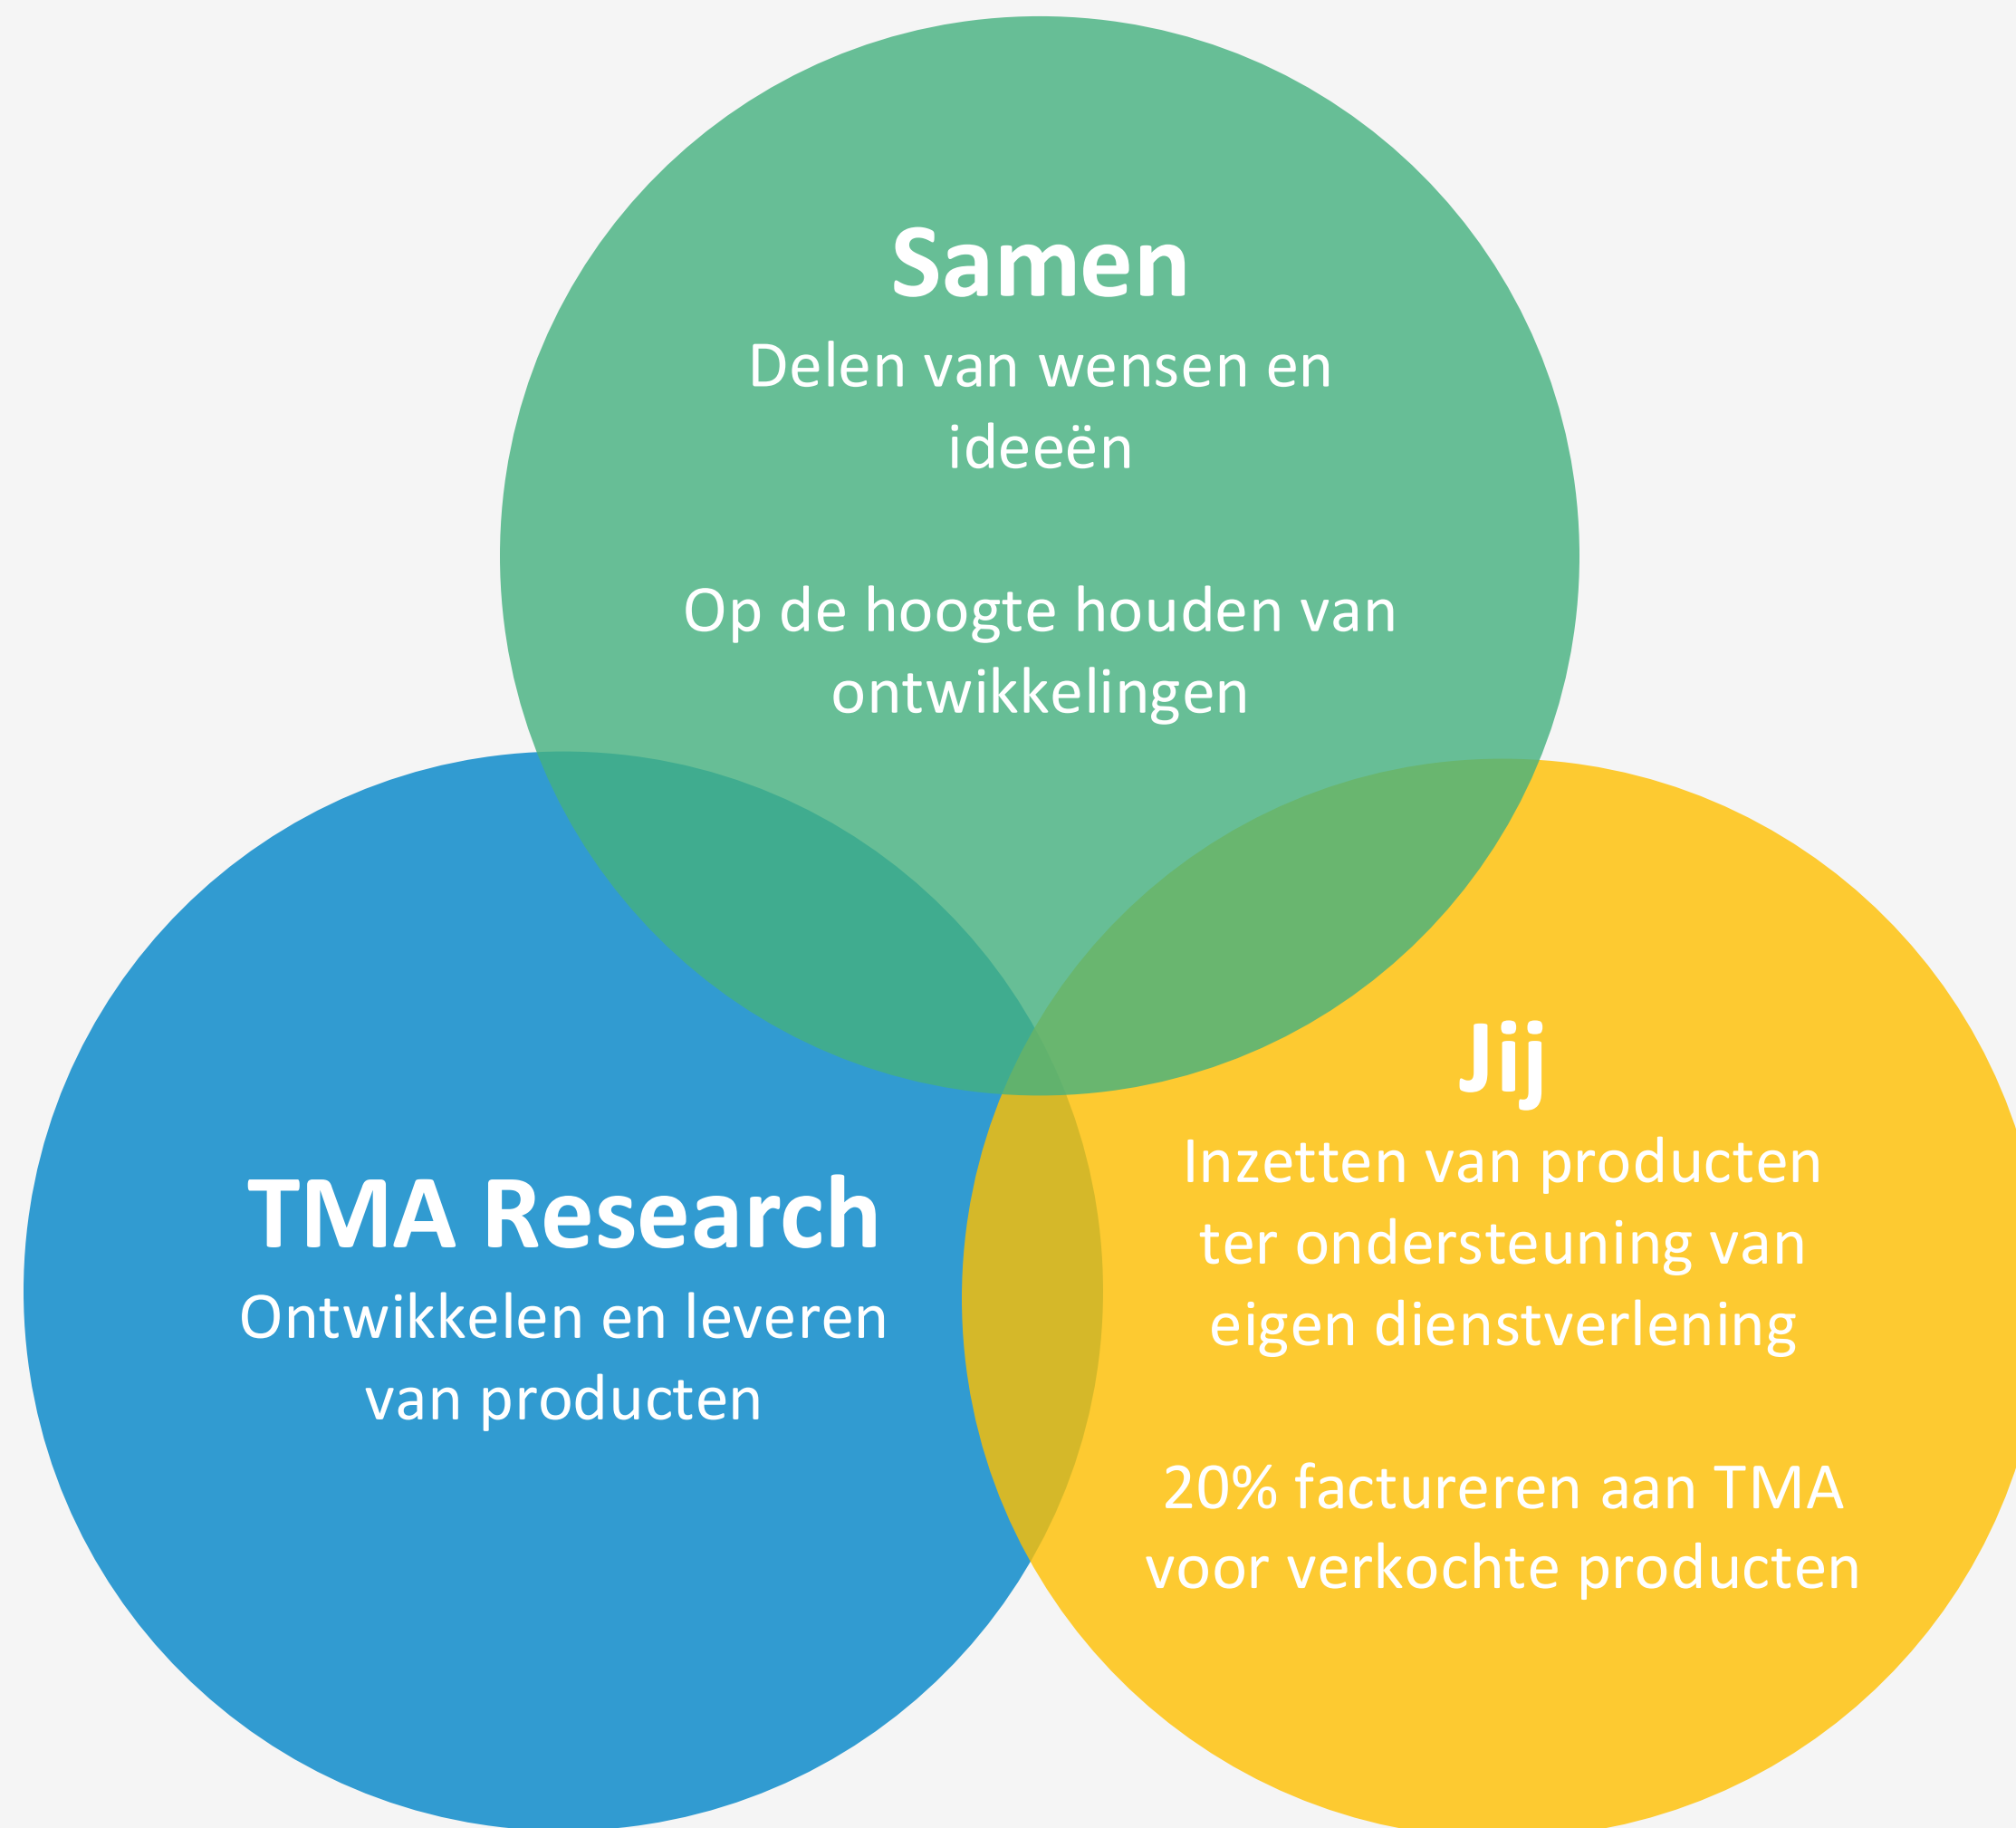 Samen
Delen van wensen en
ideeën
Op de hoogte houden van
ontwikkelingen
TMA Research
Ontwikkelen en leveren
van producten
Jij
Inzetten van producten
ter ondersteuning van
eigen dienstverlening
20% factureren aan TMA
voor verkochte producten